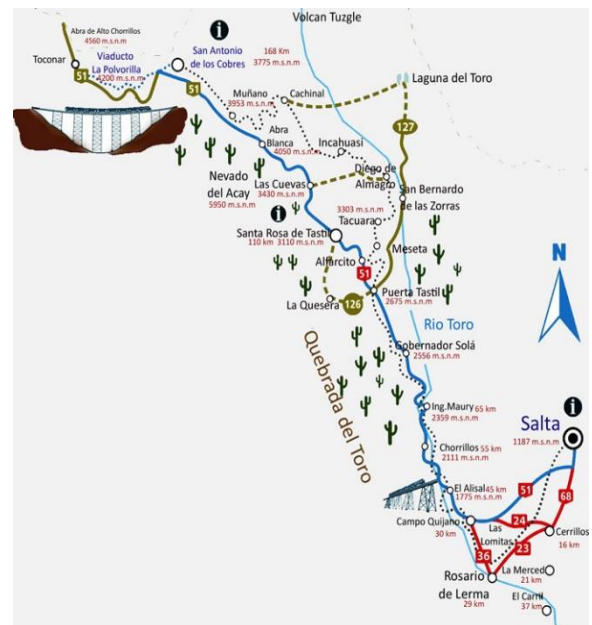 Volcan Tuzgle
Abra de Alto Chorrillos
4560 m.s.n.m
Toconar
Viaducto
La Polvorilla
4200 m.s.n.m
51
i
San Antonio
de los Cobres
168 Km
3775 m.s.n.m
51
Muñano
3953 m.s.n.m
Cachinal
Laguna del Toro
127
Abra
Blanca
4050 m.s.n.m
Incahuasi
Diego de
Almagro
San Bernardo
de las Zorras
Nevado
del Acay
5950 m.s.n.m
Las Cuevas
3430 m.s.n.m
i
3303 m.s.n.m
Tacuara
Santa Rosa de Tastil
110 km 3110 m.s.n.m
Meseta
Alfarcito
51
Puerta Tastil
2675 m.s.n.m
La Quesera
126
N
Rio Toro
Quebrada del Toro
Gobernador Solá
2556 m.s.n.m
Ing.Maury 65 km
2359 m.s.n.m
i
Salta
1187 m.s.n.m
Chorrillos 55 km
2111 m.s.n.m
El Alisal 45 km
1775 m.s.n.m
51
68
Campo Quijano
30 km
Las
Lomitas
24
Cerrillos
16 km
23
36
La Merced
21 km
Rosario
de Lerma
29 km
El Carril
37 km